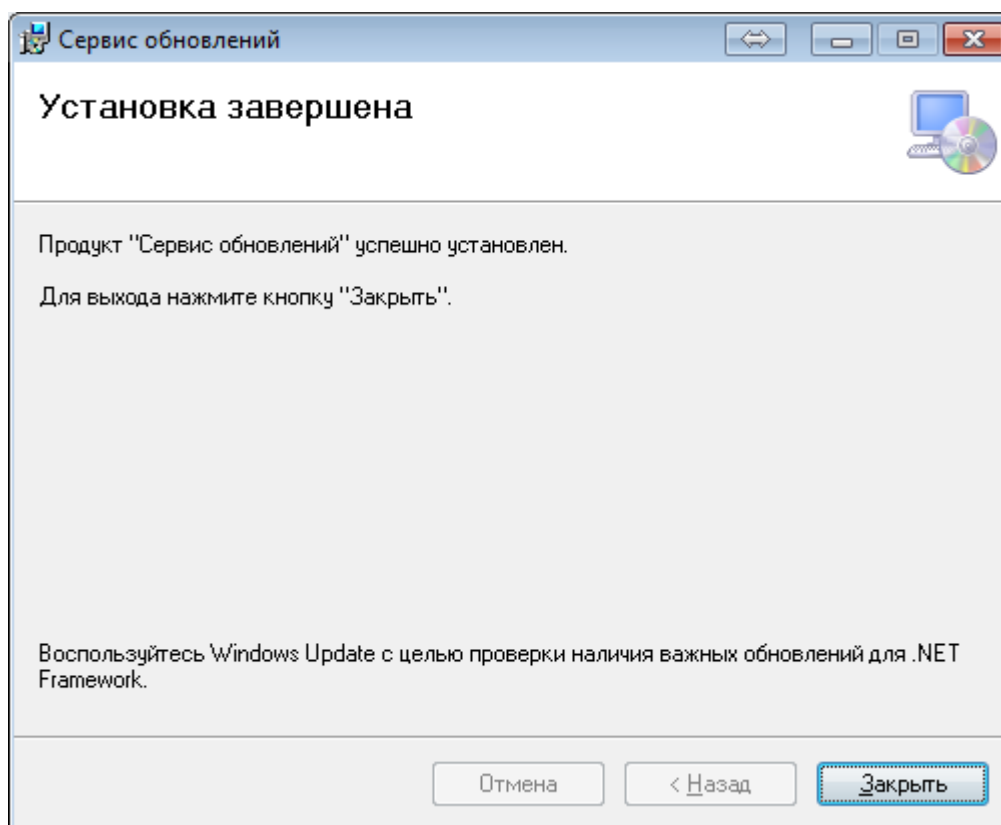 Сервис обновлений
Установка завершена
Продукт "Сервис обновлений" успешно установлен.
Для выхода нажмите кнопку "Закрыть".
Воспользуйтесь Windows Update с целью проверки наличия важных обновлений для .NET
Framework.
Отмена < Назад Закрыть